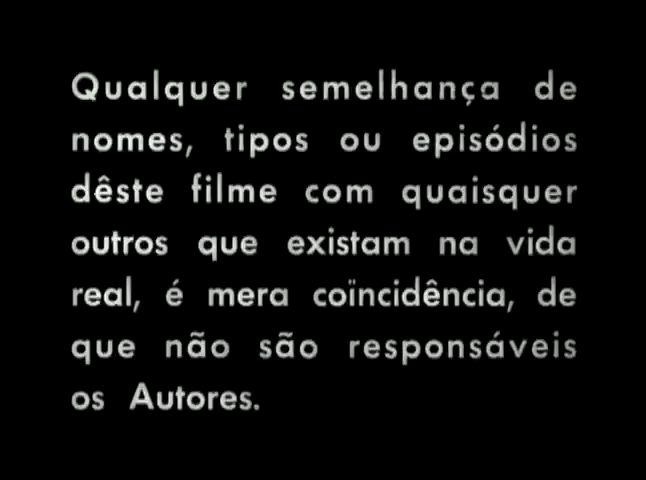 Qualquer semelhança de
nomes, tipos ou episódios
dêste filme com quaisquer
outros que existam na vida
real, é mera coïncidência, de
que não são responsáveis
os Autores.